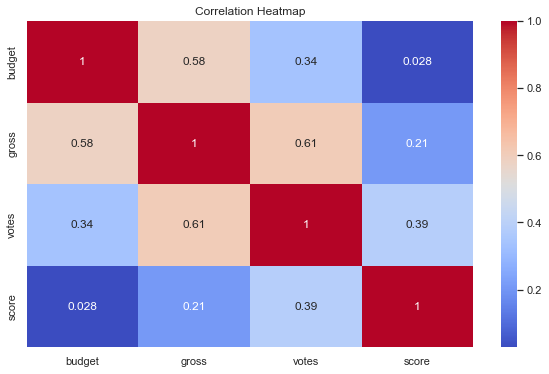 Correlation Heatmap
budget 1 0.58 0.34 0.028
gross 0.58 1 0.61 0.21
votes 0.34 0.61 1 0.39
score 0.028 0.21 0.39 1
budget gross votes score
1.0
0.8
0.6
0.4
0.2